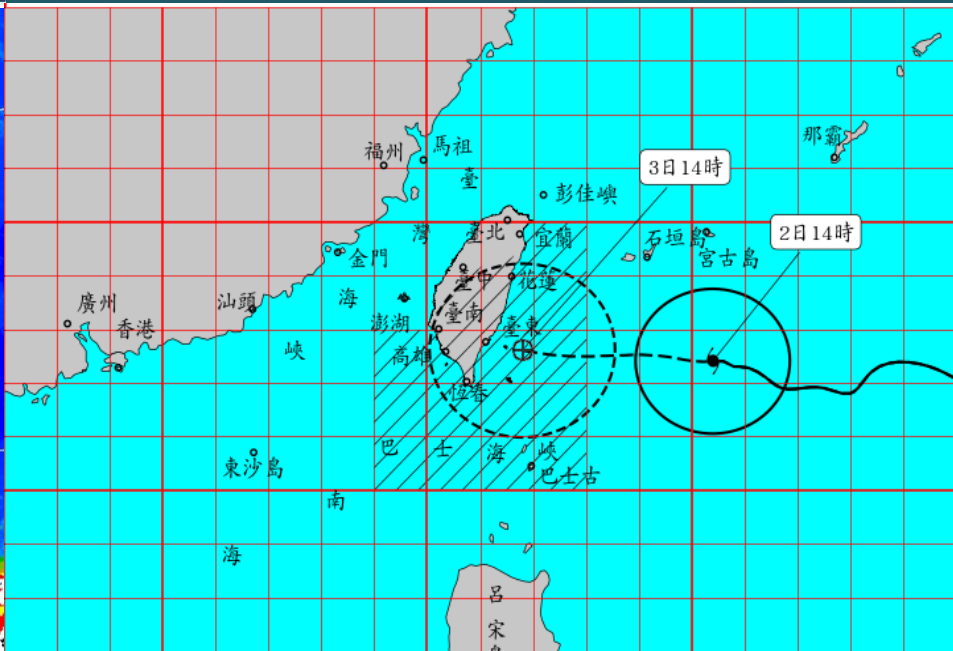 那霸
福州
馬祖
3日14時
臺
彭佳嶼
2日14時
灣
臺北
宜蘭
石垣島
宮古島
金門
臺中
花蓮
海
廣州
汕頭
香港
澎湖
臺南
臺東
峽
高雄
恆春
巴
士
海
峽
東沙島
巴士古
南
海
呂
宋
島